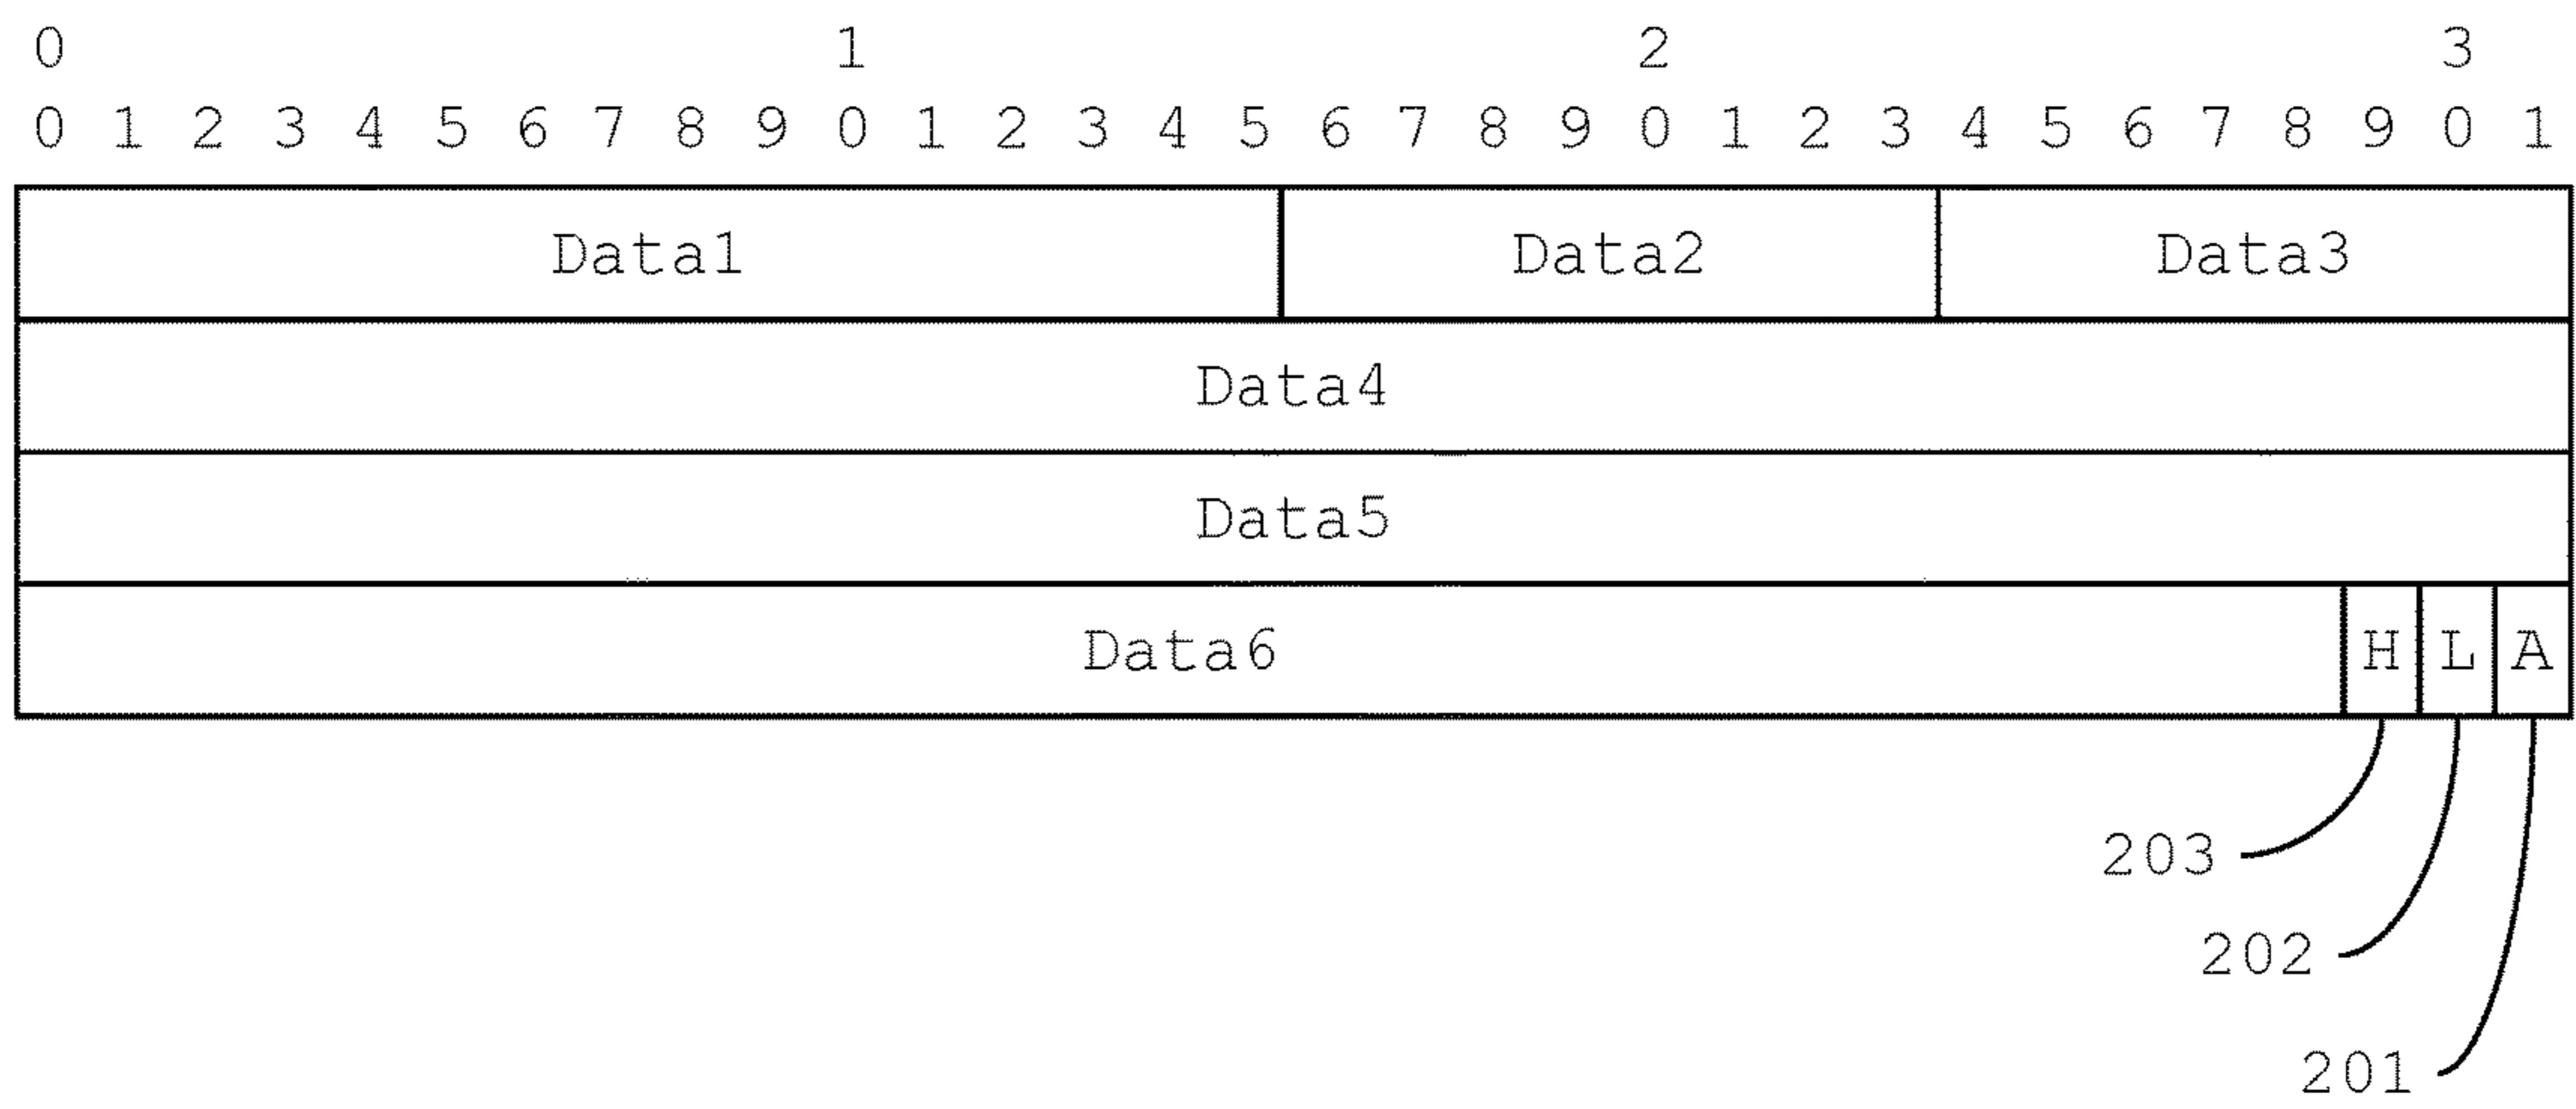 0 1 2 3
0 1 2 3 4 5 6 7 8 9 0 1 2 3 4 5 6 7 8 9 0 1 2 3 4 5 6 7 8 9 0 1
Data1 Data2 Data3
Data4
Data5
Data6 H L A
203
202
201